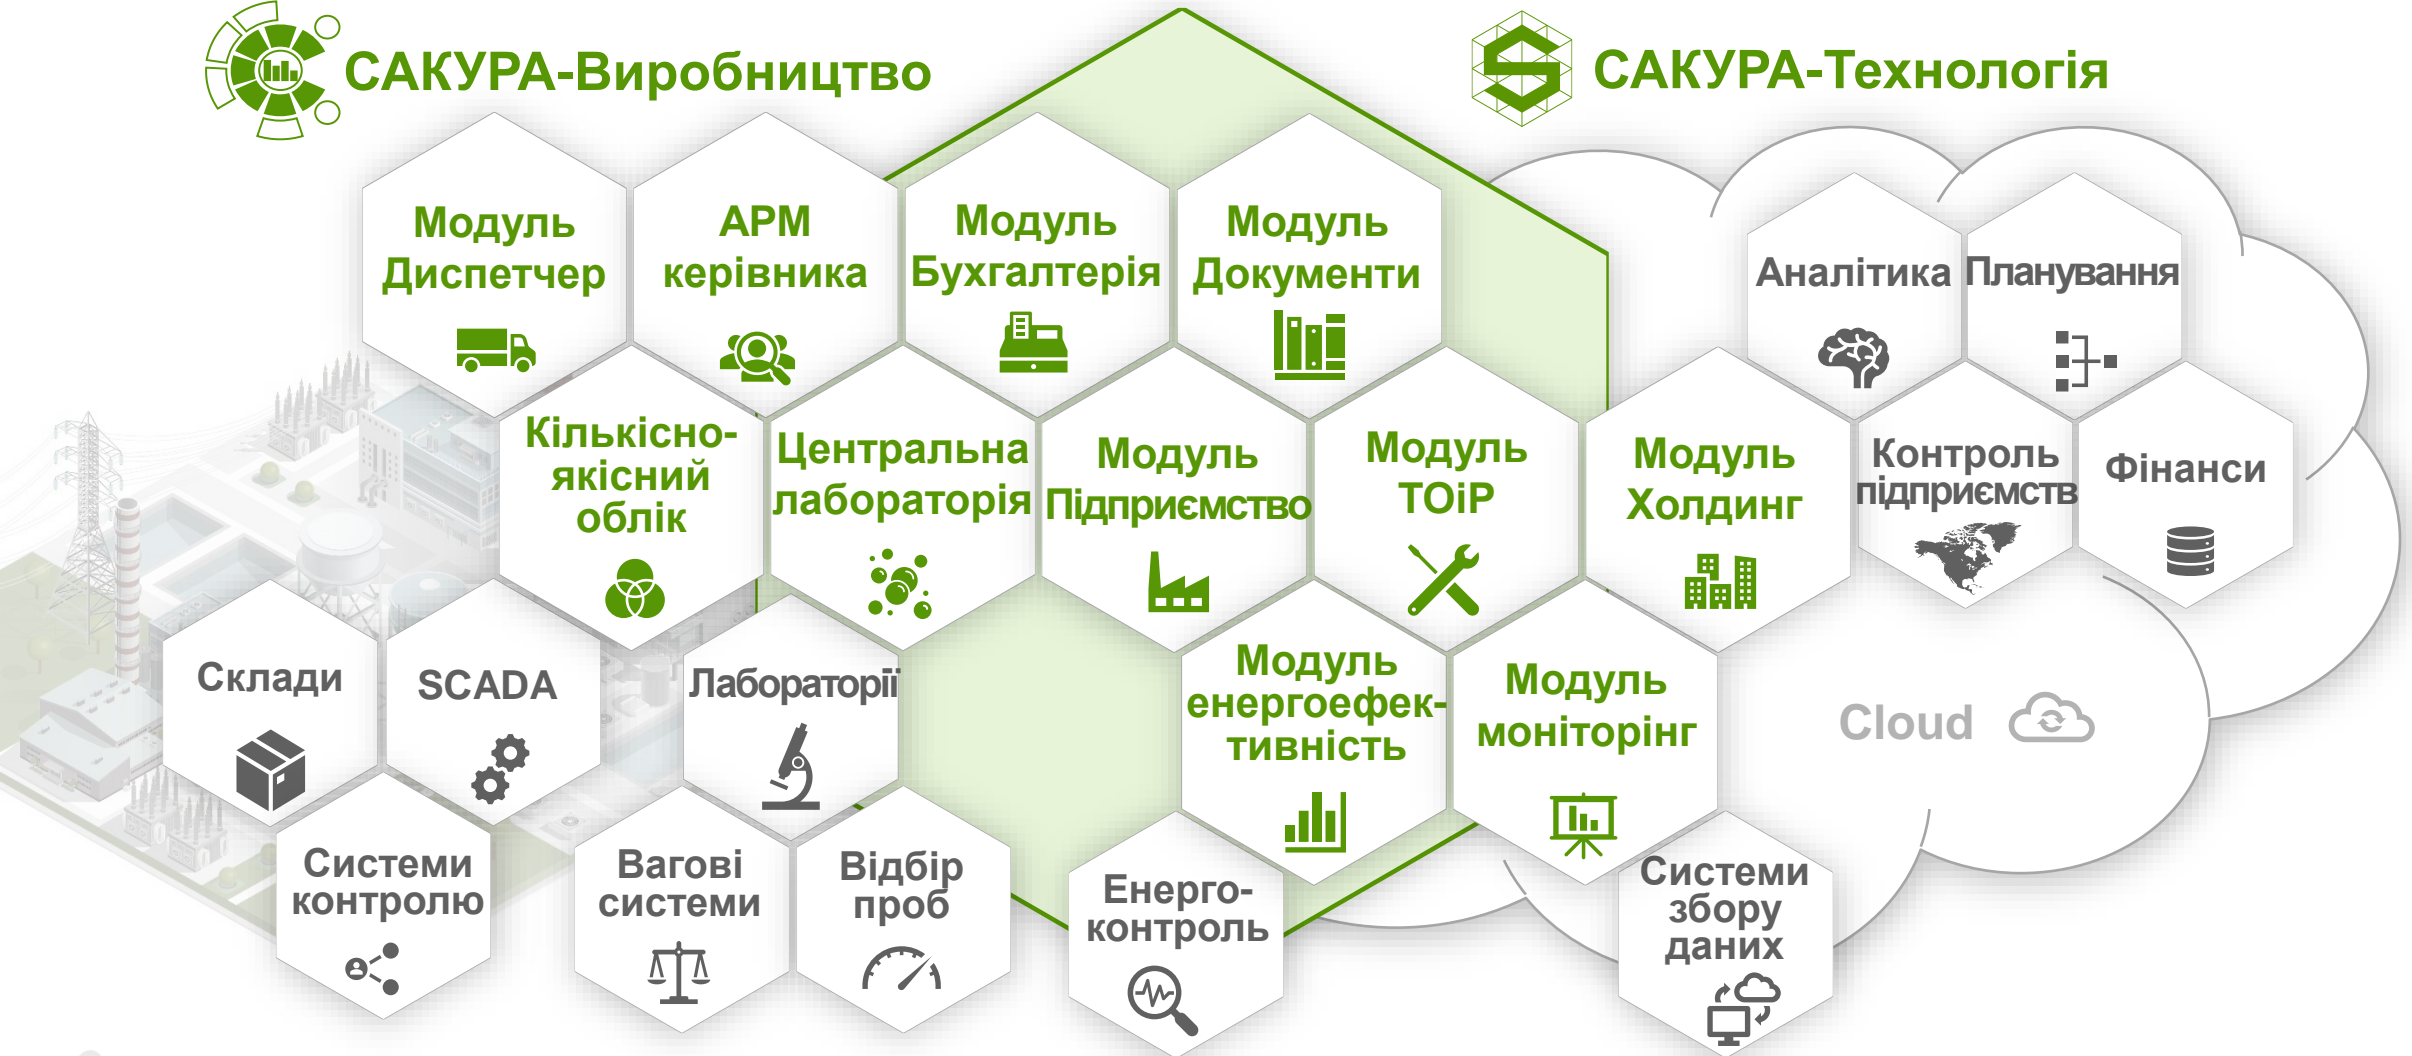 САКУРА-Виробництво
САКУРА-Технологія
Модуль
Диспетчер
АРМ
керівника
Модуль
Бухгалтерія
Модуль
Документи
Аналітика
Планування
Кількісно-
якісний
облік
Центральна
лабораторія
Модуль
Підприємство
Модуль
ТОіР
Модуль
Холдинг
Контроль
підприємств
Фінанси
Склади
SCADA
Лабораторії
Модуль
енергоефек-
тивність
Модуль
моніторінг
Cloud
Системи
контролю
Вагові
системи
Відбір
проб
Енерго-
контроль
Системи
збору
даних